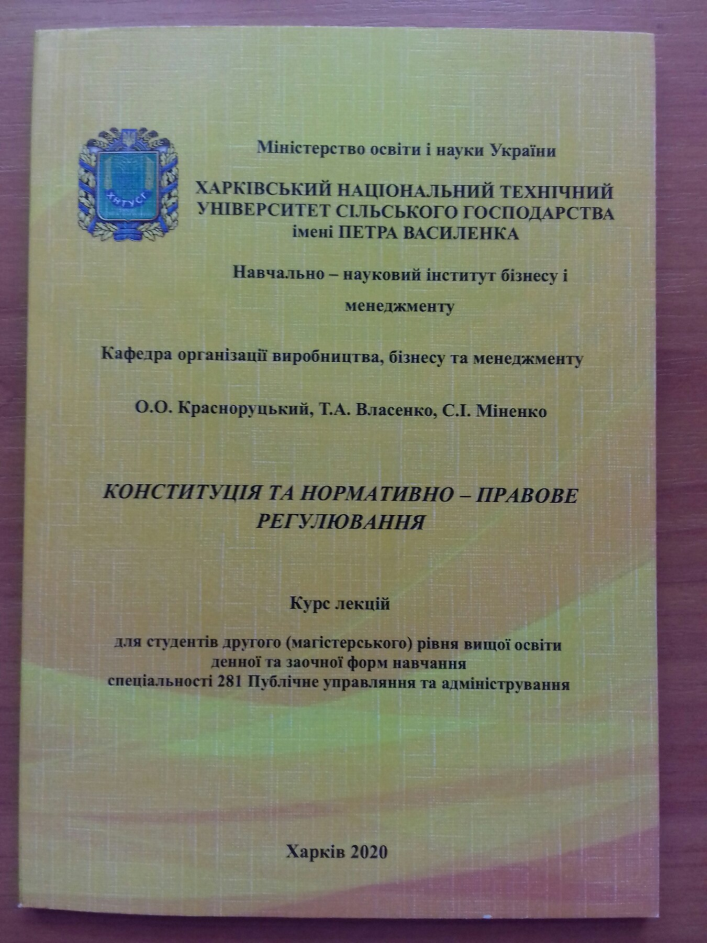 ХНТУСГ
Міністерство освіти і науки України
ХАРКІВСЬКИЙ НАЦІОНАЛЬНИЙ ТЕХНІЧНИЙ
УНІВЕРСИТЕТ СІЛЬСЬКОГО ГОСПОДАРСТВА
імені ПЕТРА ВАСИЛЕНКА
Навчально – науковий інститут бізнесу і
менеджменту
Кафедра організації виробництва, бізнесу та менеджменту
О.О. Красноруцький, Т.А. Власенко, С.І. Міненко
КОНСТИТУЦІЯ ТА НОРМАТИВНО – ПРАВОВЕ
РЕГУЛЮВАННЯ
Курс лекцій
для студентів другого (магістерського) рівня вищої освіти
денної та заочної форм навчання
спеціальності 281 Публічне управляння та адміністрування
Харків 2020